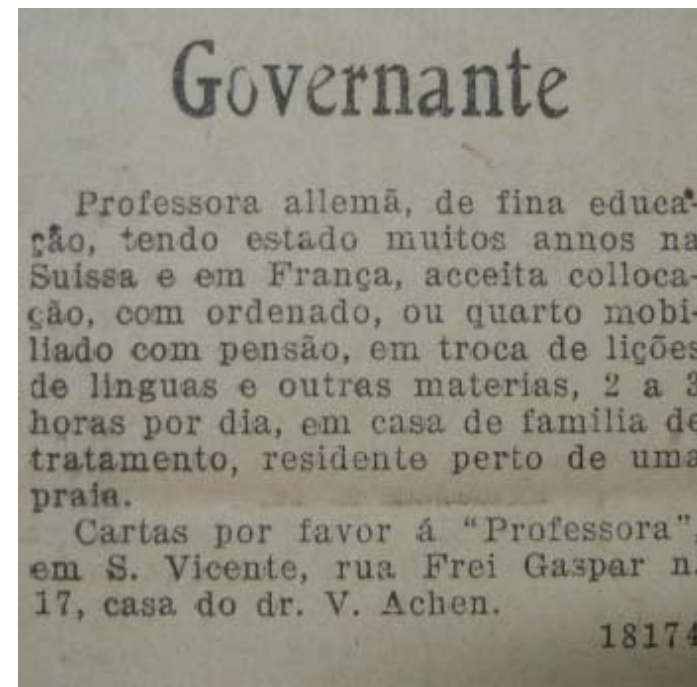 Governante
Professora allemã, de fina educa-
ção, tendo estado muitos annos na
Suissa e em França, acceita colloca-
ção, com ordenado, ou quarto mobi-
liado com pensão, em troca de lições
de linguas e outras materias, 2 a 3
horas por dia, em casa de familia de
tratamento, residente perto de uma
praia.
Cartas por favor á "Professora",
em S. Vicente, rua Frei Gaspar n.
17, casa do dr. V. Achen.
18174